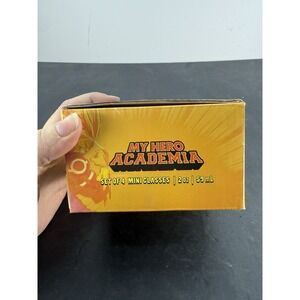 MY HERO
ACADEMIA
SET OF 4 MINI GLASSES | 2 OZ | 59 mL